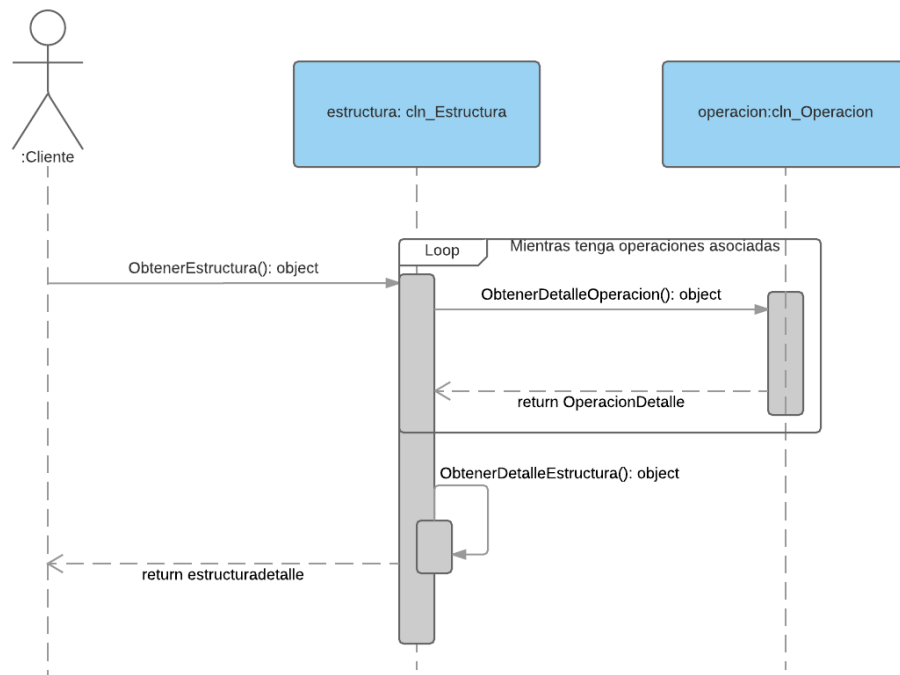 :Cliente
estructura: cln_Estructura
operacion:cln_Operacion
Loop
Mientras tenga operaciones asociadas
ObtenerEstructura(): object
ObtenerDetalleOperacion(): object
return OperacionDetalle
ObtenerDetalleEstructura(): object
return estructuradetalle